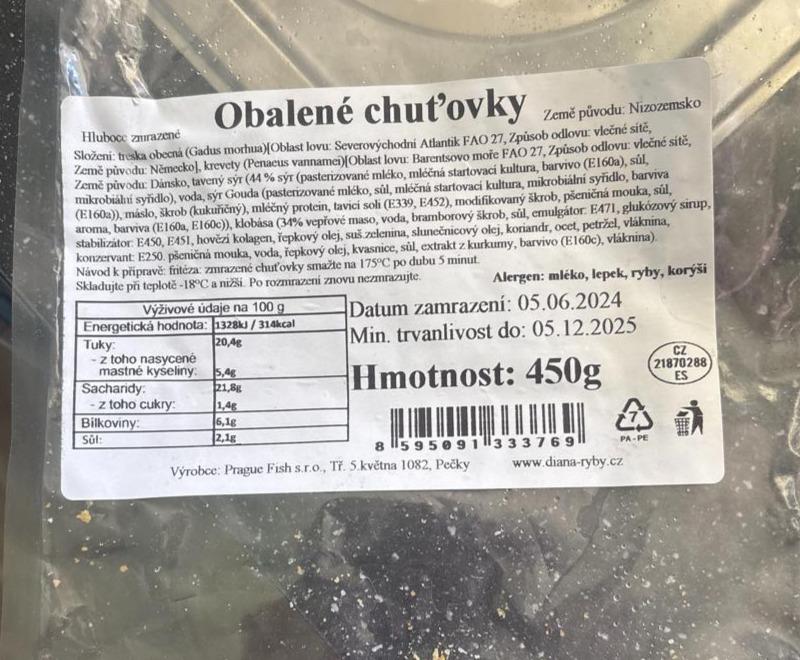 Obalené chuťovky
Hluboce zmrazené
Země původu: Nizozemsko
Složení: treska obecná (Gadus morhua)[Oblast lovu: Severovýchodní Atlantik FAO 27, Způsob odlovu: vlečné sítě,
Země původu: Německo], krevety (Penaeus vannamei)[Oblast lovu: Barentsovo moře FAO 27, Způsob odlovu: vlečné sítě,
Země původu: Dánsko, tavený sýr (44 % sýr (pasterizované mléko, mléčná startovací kultura, barvivo (E160a), sůl,
mikrobiální syřidlo), voda, sýr Gouda (pasterizované mléko, sůl, mléčná startovací kultura, mikrobiální syřidlo, barviva
(E160a)), máslo, škrob (kukuřičný), mléčný protein, tavicí soli (E339, E452), modifikovaný škrob, pšeničná mouka, sůl,
aroma, barviva (E160a, E160c)), klobása (34% vepřové maso, voda, bramborový škrob, sůl, emulgátor: E471, glukózový sirup,
stabilizátor: E450, E451, hovězí kolagen, řepkový olej, suš.zelenina, slunečnicový olej, koriandr, ocet, petržel, vláknina,
konzervant: E250. pšeničná mouka, voda, řepkový olej, kvasnice, sůl, extrakt z kurkumy, barvivo (E160c), vláknina).
Návod k přípravě: fritéza: zmrazené chuťovky smažte na 175°C po dubu 5 minut.
Skladujte při teplotě -18°C a nižší. Po rozmrazení znovu nezmrazujte.
Alergen: mléko, lepek, ryby, korýši
Výživové údaje na 100 g
Energetická hodnota: 1328kJ / 314kcal
Tuky: 20,4g
- z toho nasycené
mastné kyseliny: 5,4g
Sacharidy: 21,8g
- z toho cukry: 1,4g
Bílkoviny: 6,1g
Sůl: 2,1g
Datum zamrazení: 05.06.2024
Min. trvanlivost do: 05.12.2025
Hmotnost: 450g
CZ
21870288
ES
8 595091 333769
7
PA-PE
Výrobce: Prague Fish s.r.o., Tř. 5.května 1082, Pečky
www.diana-ryby.cz